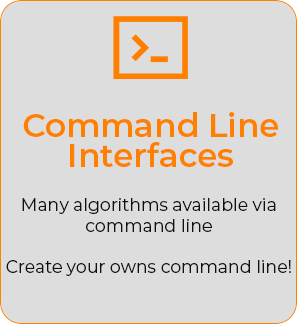 Command Line
Interfaces
Many algorithms available via
command line
Create your owns command line!